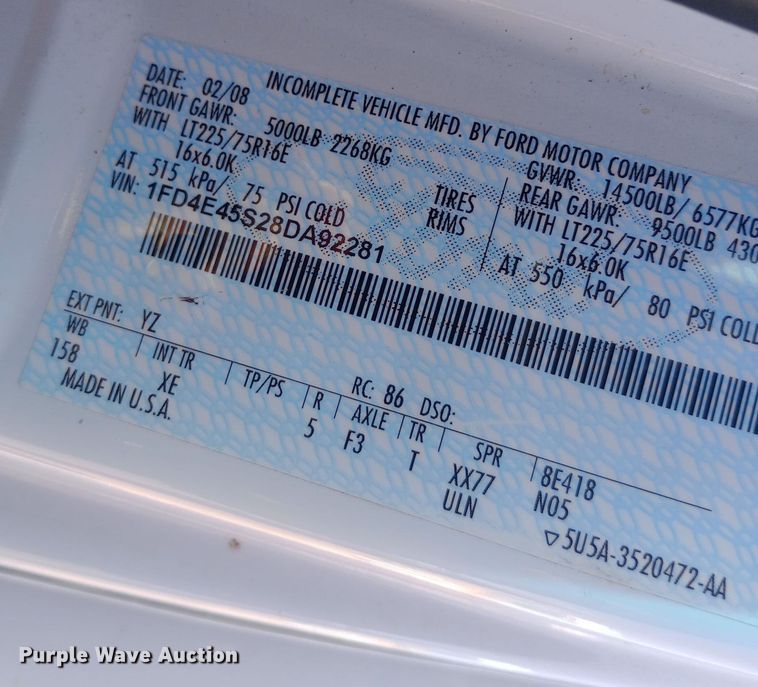 INCOMPLETE VEHICLE MFD. BY FORD MOTOR COMPANY
DATE: 02/08 GVWR: 14500LB/ 6577KG
FRONT GAWR: 5000LB 2268KG REAR GAWR: 9500LB 430
WITH LT225/75R16E TIRES WITH LT225/75R16E
16x6.0K RIMS 16x6.0K
AT 515 kPa/ 75 PSI COLD AT 550 kPa/ 80 PSI COLD
VIN: 1FD4E45S28DA92281
EXT PNT: YZ RC: 86 DSO:
WB INT TR TP/PS R AXLE TR SPR 8E418
158 XE 5 F3 T XX77 N05
MADE IN U.S.A. ULN
▽5U5A-3520472-AA
Purple Wave Auction